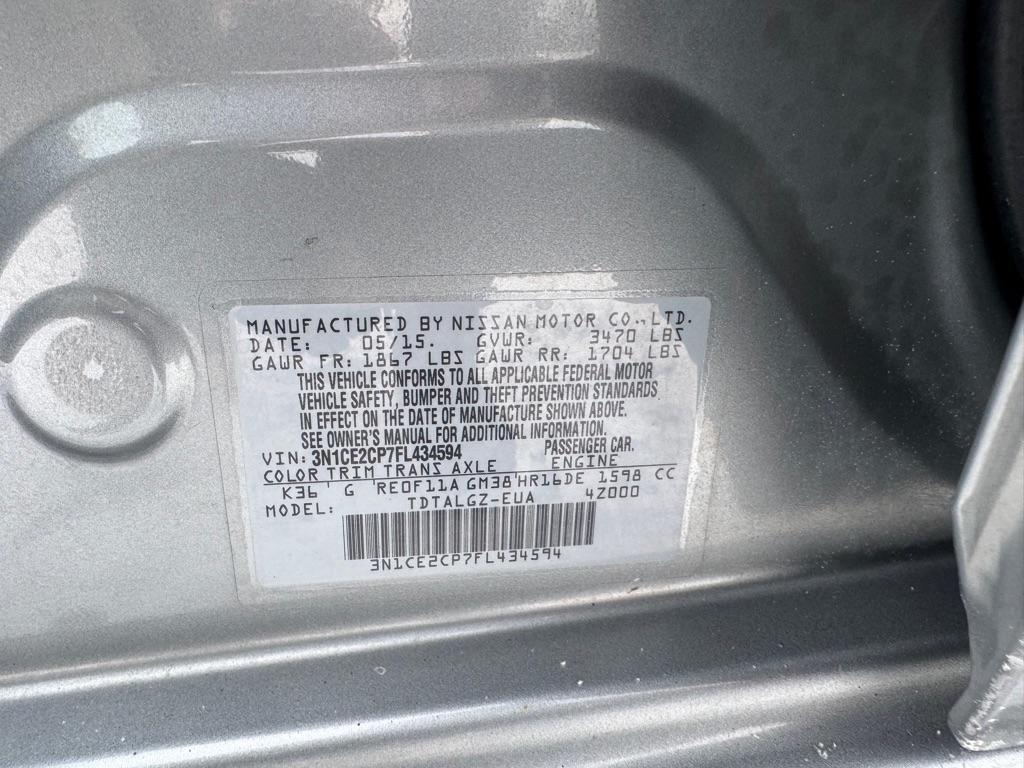 MANUFACTURED BY NISSAN MOTOR CO., LTD.
DATE: 05/15. GVWR: 3470 LBS
GAWR FR: 1867 LBS GAWR RR: 1704 LBS
THIS VEHICLE CONFORMS TO ALL APPLICABLE FEDERAL MOTOR
VEHICLE SAFETY, BUMPER AND THEFT PREVENTION STANDARDS
IN EFFECT ON THE DATE OF MANUFACTURE SHOWN ABOVE.
SEE OWNER'S MANUAL FOR ADDITIONAL INFORMATION.
VIN: 3N1CE2CP7FL434594 PASSENGER CAR.
COLOR TRIM TRANS AXLE ENGINE
K36 G RE0F11A GM38 HR16DE 1598 CC
MODEL: TDTALGZ-EUA 4Z000
3N1CE2CP7FL434594